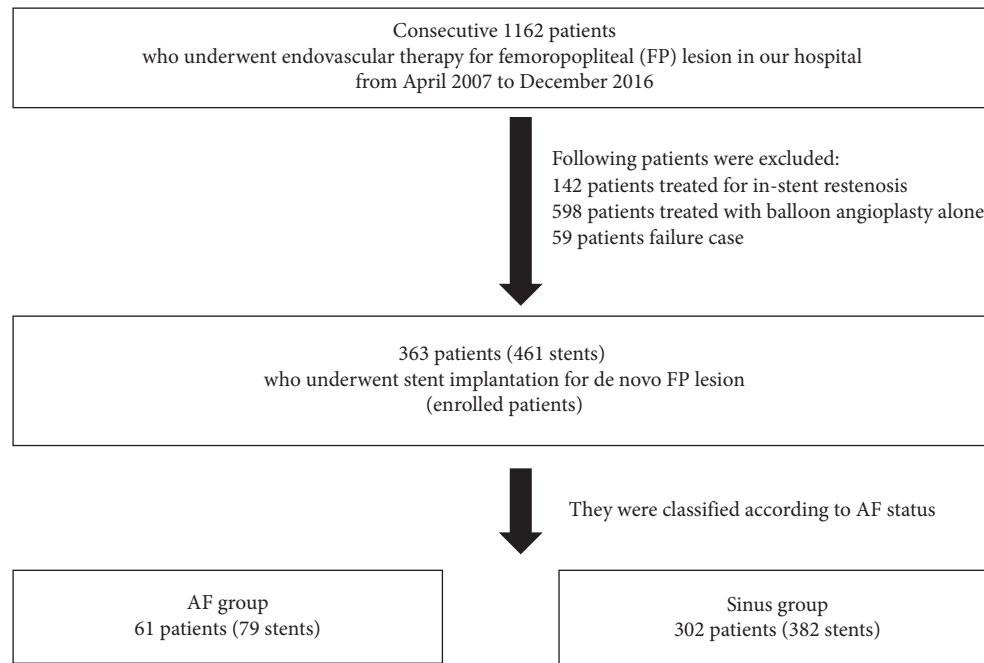 Consecutive 1162 patients
who underwent endovascular therapy for femoropopliteal (FP) lesion in our hospital
from April 2007 to December 2016
Following patients were excluded:
142 patients treated for in-stent restenosis
598 patients treated with balloon angioplasty alone
59 patients failure case
363 patients (461 stents)
who underwent stent implantation for de novo FP lesion
(enrolled patients)
They were classified according to AF status
AF group
61 patients (79 stents)
Sinus group
302 patients (382 stents)